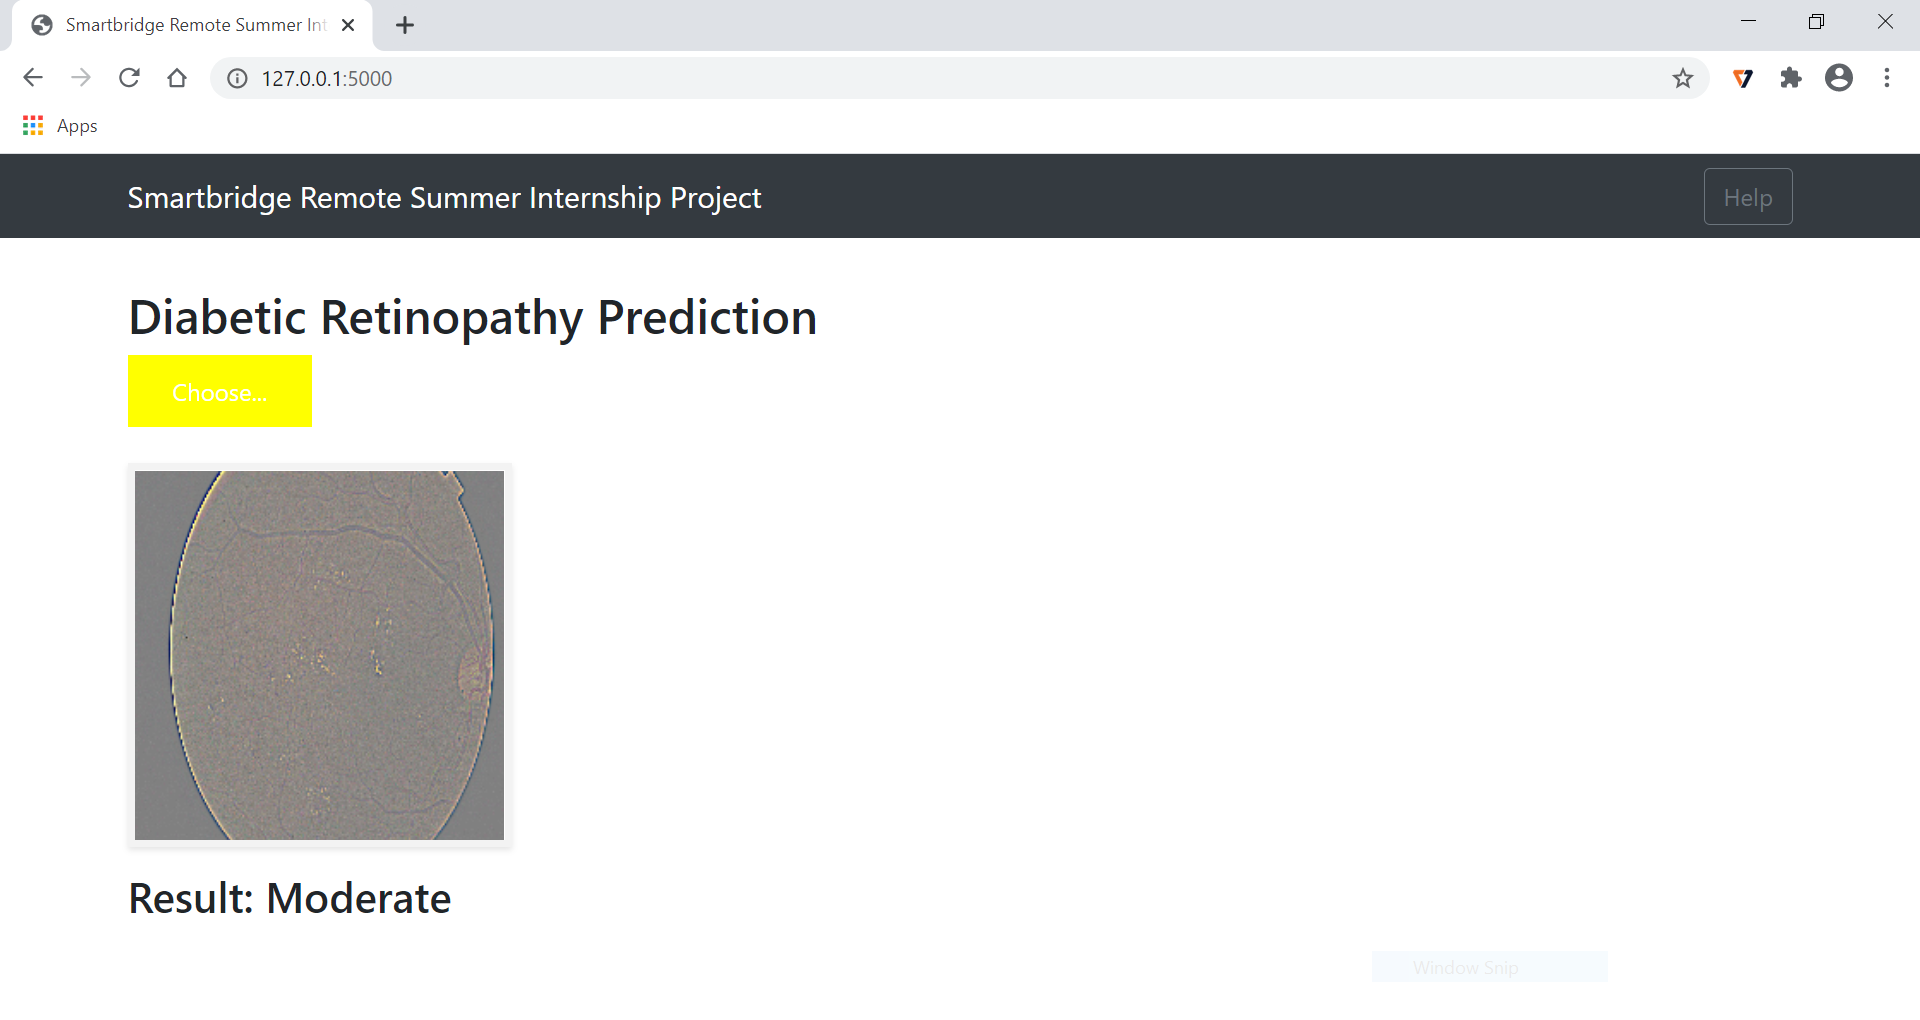 Smartbridge Remote Summer Int
127.0.0.1:5000
Apps
Smartbridge Remote Summer Internship Project
Help
Diabetic Retinopathy Prediction
Choose...
Result: Moderate
Window Snip